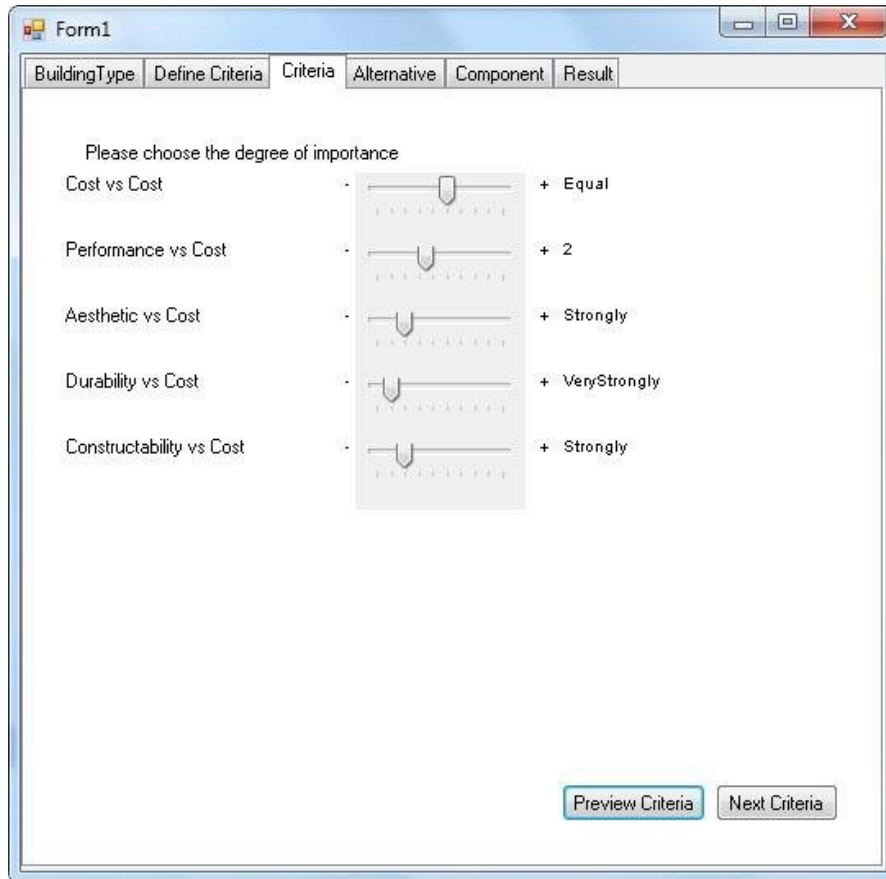 Form1
BuildingType Define Criteria Criteria Alternative Component Result
Please choose the degree of importance
Cost vs Cost - + Equal
Performance vs Cost - + 2
Aesthetic vs Cost - + Strongly
Durability vs Cost - + VeryStrongly
Constructability vs Cost - + Strongly
Preview Criteria Next Criteria